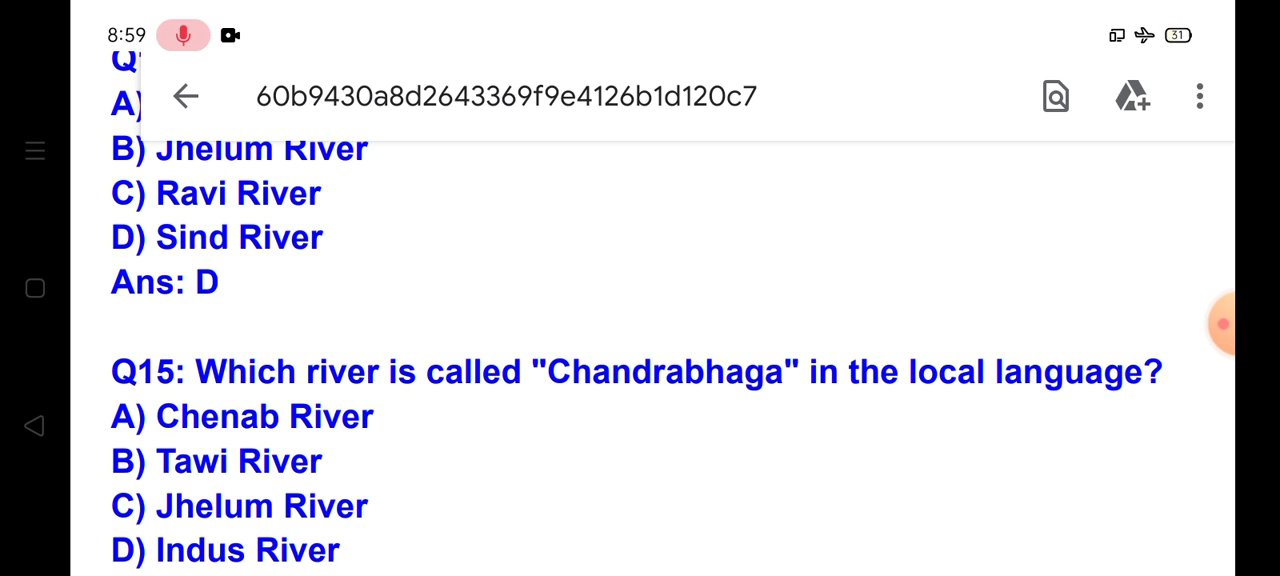 8:59
31
60b9430a8d2643369f9e4126b1d120c7
Q
A)
B) Jhelum River
C) Ravi River
D) Sind River
Ans: D
Q15: Which river is called "Chandrabhaga" in the local language?
A) Chenab River
B) Tawi River
C) Jhelum River
D) Indus River